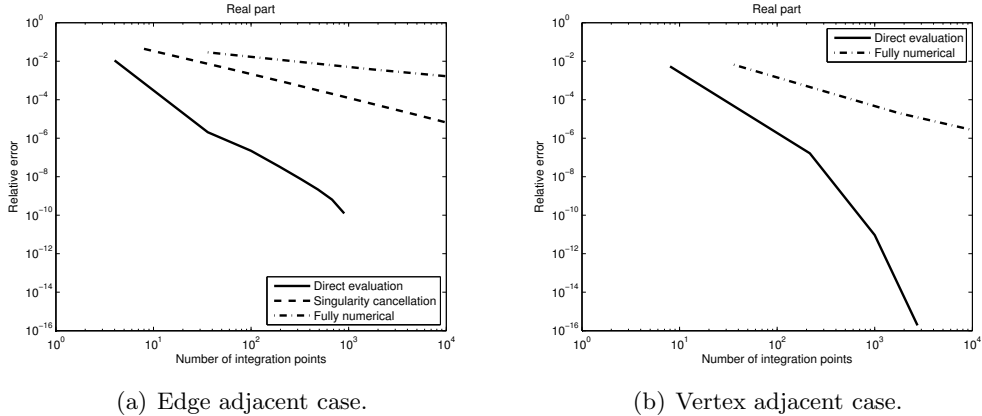 Real part
10^0
10^-2
10^-4
10^-6
10^-8
10^-10
10^-12
10^-14
10^-16
Relative error
10^0 10^1 10^2 10^3 10^4
Number of integration points
Direct evaluation
Singularity cancellation
Fully numerical
(a) Edge adjacent case.
Real part
10^0
10^-2
10^-4
10^-6
10^-8
10^-10
10^-12
10^-14
10^-16
Relative error
10^0 10^1 10^2 10^3 10^4
Number of integration points
Direct evaluation
Fully numerical
(b) Vertex adjacent case.